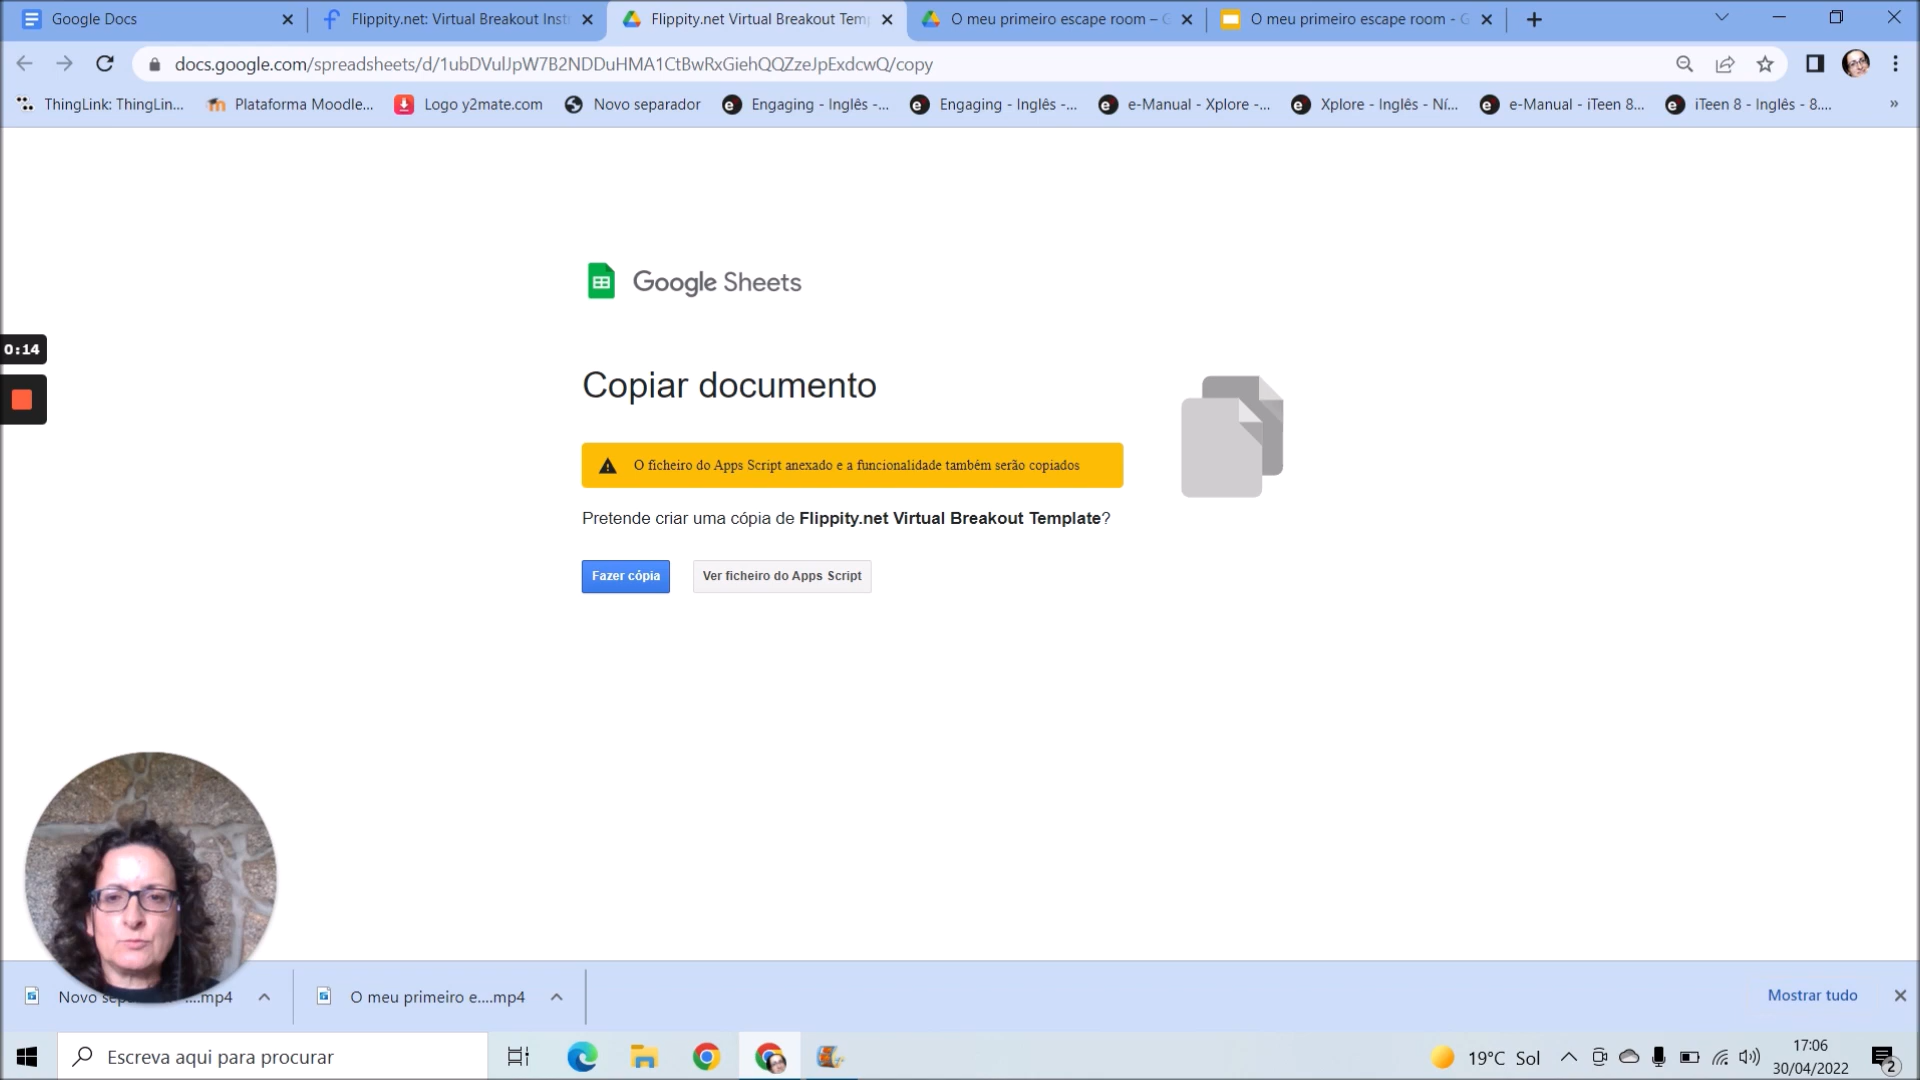 Google Docs
Flippity.net: Virtual Breakout Inst
Flippity.net Virtual Breakout Temp
O meu primeiro escape room – G
O meu primeiro escape room - G
docs.google.com/spreadsheets/d/1ubDVulJpW7B2NDDuHMA1CtBwRxGiehQQZzeJpExdcwQ/copy
ThingLink: ThingLin...
Plataforma Moodle...
Logo y2mate.com
Novo separador
Engaging - Inglês -...
Engaging - Inglês -...
e-Manual - Xplore -...
Xplore - Inglês - Ní...
e-Manual - iTeen 8...
iTeen 8 - Inglês - 8....
»
Google Sheets
0:14
Copiar documento
O ficheiro do Apps Script anexado e a funcionalidade também serão copiados
Pretende criar uma cópia de Flippity.net Virtual Breakout Template?
Fazer cópia
Ver ficheiro do Apps Script
....mp4
O meu primeiro e....mp4
Mostrar tudo
Escreva aqui para procurar
19°C Sol
17:06
30/04/2022
2